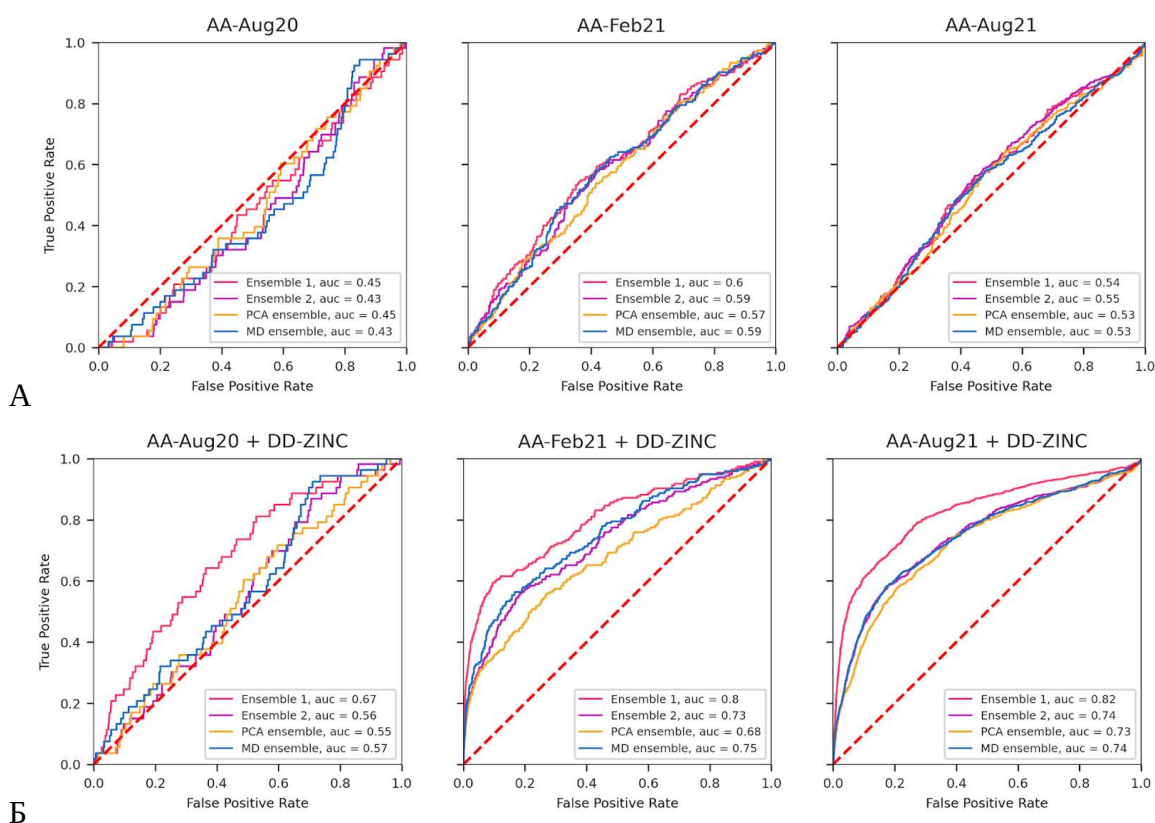 AA-Aug20
1.0
0.8
0.6
0.4
0.2
0.0
True Positive Rate
Ensemble 1, auc = 0.45
Ensemble 2, auc = 0.43
PCA ensemble, auc = 0.45
MD ensemble, auc = 0.43
0.0 0.2 0.4 0.6 0.8 1.0
False Positive Rate
AA-Feb21
Ensemble 1, auc = 0.6
Ensemble 2, auc = 0.59
PCA ensemble, auc = 0.57
MD ensemble, auc = 0.59
0.0 0.2 0.4 0.6 0.8 1.0
False Positive Rate
AA-Aug21
Ensemble 1, auc = 0.54
Ensemble 2, auc = 0.55
PCA ensemble, auc = 0.53
MD ensemble, auc = 0.53
0.0 0.2 0.4 0.6 0.8 1.0
False Positive Rate
А
AA-Aug20 + DD-ZINC
1.0
0.8
0.6
0.4
0.2
0.0
True Positive Rate
Ensemble 1, auc = 0.67
Ensemble 2, auc = 0.56
PCA ensemble, auc = 0.55
MD ensemble, auc = 0.57
0.0 0.2 0.4 0.6 0.8 1.0
False Positive Rate
AA-Feb21 + DD-ZINC
Ensemble 1, auc = 0.8
Ensemble 2, auc = 0.73
PCA ensemble, auc = 0.68
MD ensemble, auc = 0.75
0.0 0.2 0.4 0.6 0.8 1.0
False Positive Rate
AA-Aug21 + DD-ZINC
Ensemble 1, auc = 0.82
Ensemble 2, auc = 0.74
PCA ensemble, auc = 0.73
MD ensemble, auc = 0.74
0.0 0.2 0.4 0.6 0.8 1.0
False Positive Rate
Б